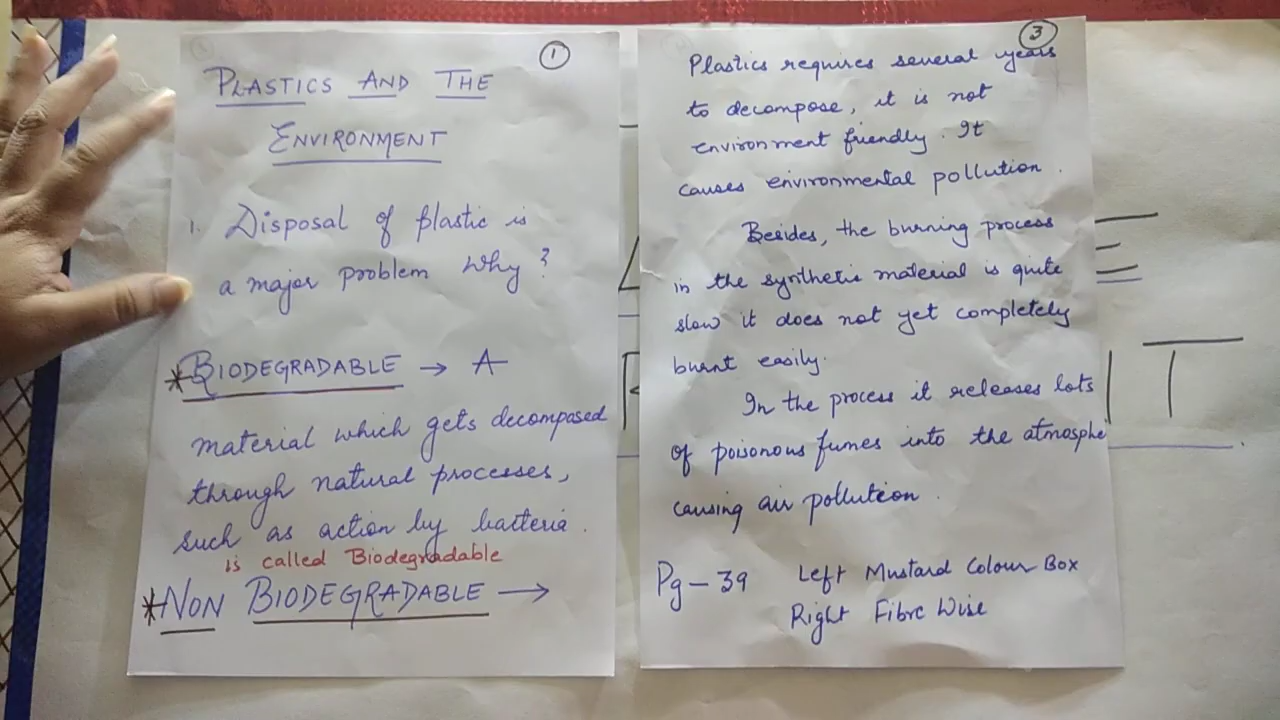 1
PLASTICS AND THE
ENVIRONMENT
1. Disposal of plastic is
a major problem Why?
*BIODEGRADABLE → A
material which gets decomposed
through natural processes,
such as action by bacteria.
is called Biodegradable
*NON BIODEGRADABLE →
3
Plastics requires several years
to decompose, it is not
environment friendly. It
causes environmental pollution.
Besides, the burning process
in the synthetic material is quite
slow it does not yet completely
burnt easily.
In the process it releases lots
of poisonous fumes into the atmosphe
causing air pollution.
Pg-39 Left Mustard Colour Box
Right Fibre Wise